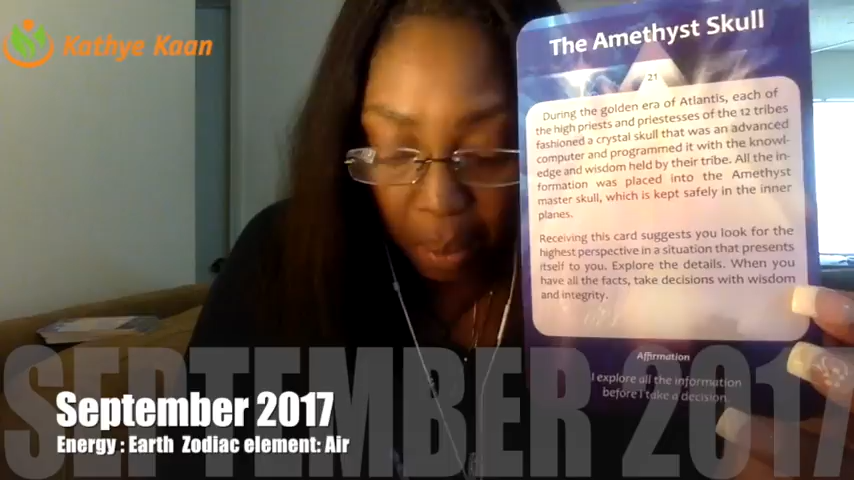 Kathye Kaan
The Amethyst Skull
21
During the golden era of Atlantis, each of
the high priests and priestesses of the 12 tribes
fashioned a crystal skull that was an advanced
computer and programmed it with the knowl-
edge and wisdom held by their tribe. All the in-
formation was placed into the Amethyst
master skull, which is kept safely in the inner
planes.
Receiving this card suggests you look for the
highest perspective in a situation that presents
itself to you. Explore the details. When you
have all the facts, take decisions with wisdom
and integrity.
Affirmation
I explore all the information
before I take a decision.
SEPTEMBER 2017
September 2017
Energy : Earth Zodiac element: Air